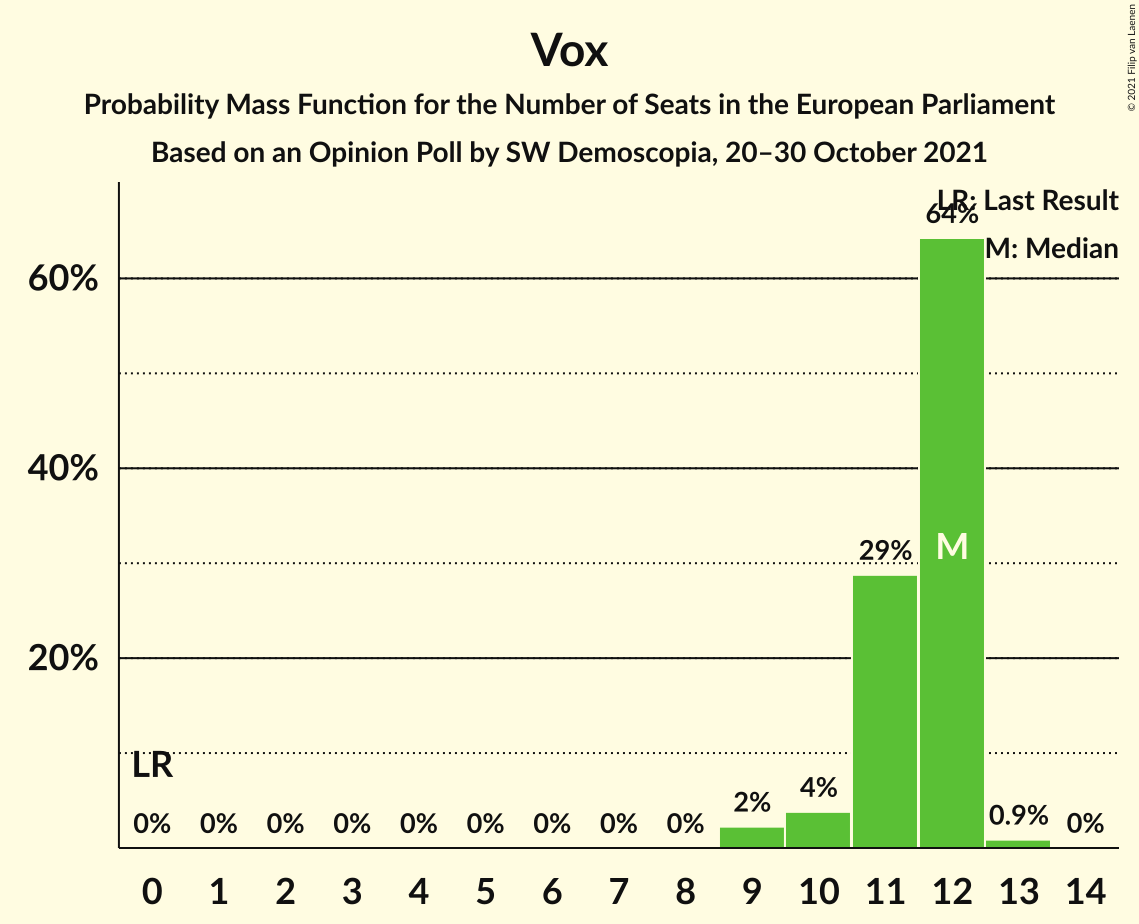 Vox
Probability Mass Function for the Number of Seats in the European Parliament
Based on an Opinion Poll by SW Demoscopia, 20–30 October 2021
© 2021 Filip van Laenen
LR: Last Result
M: Median
60%
40%
20%
LR
0% 0% 0% 0% 0% 0% 0% 0% 0% 2% 4% 29% 64% 0.9% 0%
M
0 1 2 3 4 5 6 7 8 9 10 11 12 13 14